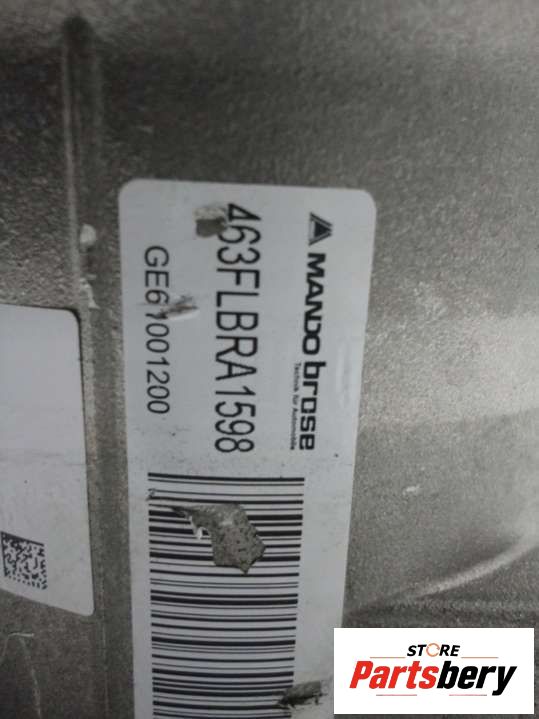 MANDO brose
Technik für Automobile
463FLBRA1598
GE61001200
STORE
Partsbery